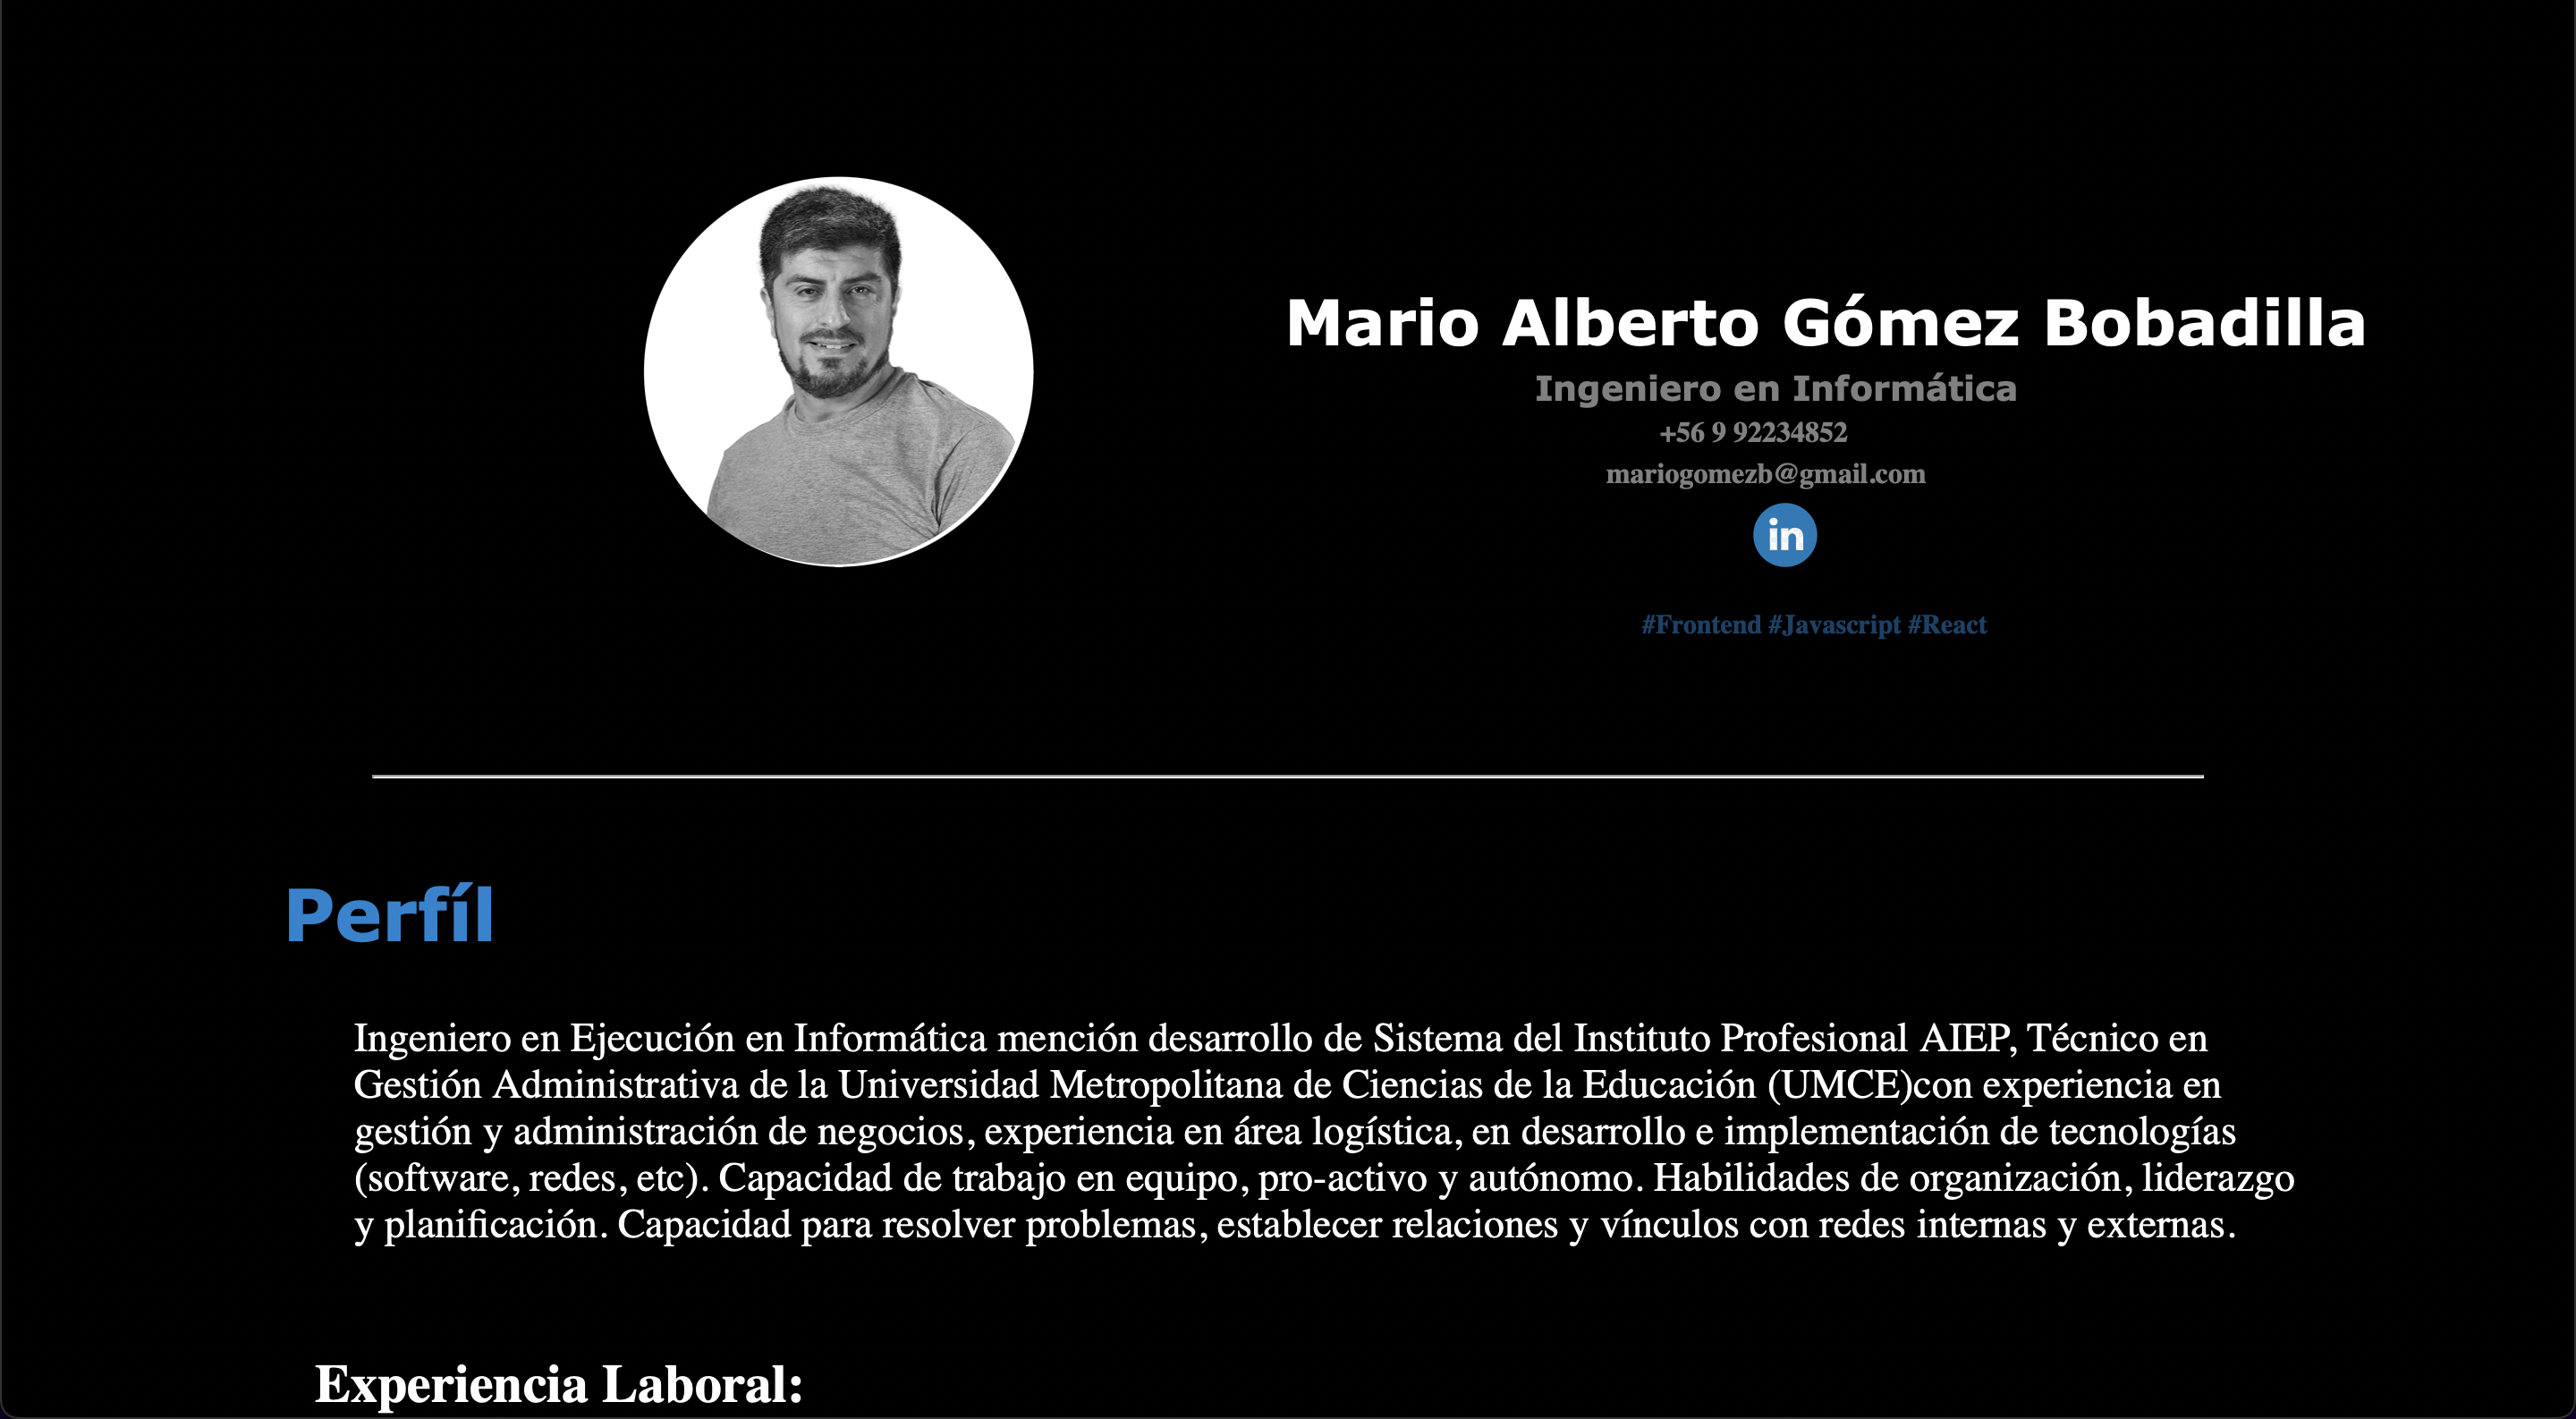 Mario Alberto Gómez Bobadilla
Ingeniero en Informática
+56 9 92234852
mariogomezb@gmail.com
in
#Frontend #Javascript #React
Perfíl
Ingeniero en Ejecución en Informática mención desarrollo de Sistema del Instituto Profesional AIEP, Técnico en
Gestión Administrativa de la Universidad Metropolitana de Ciencias de la Educación (UMCE)con experiencia en
gestión y administración de negocios, experiencia en área logística, en desarrollo e implementación de tecnologías
(software, redes, etc). Capacidad de trabajo en equipo, pro-activo y autónomo. Habilidades de organización, liderazgo
y planificación. Capacidad para resolver problemas, establecer relaciones y vínculos con redes internas y externas.
Experiencia Laboral: